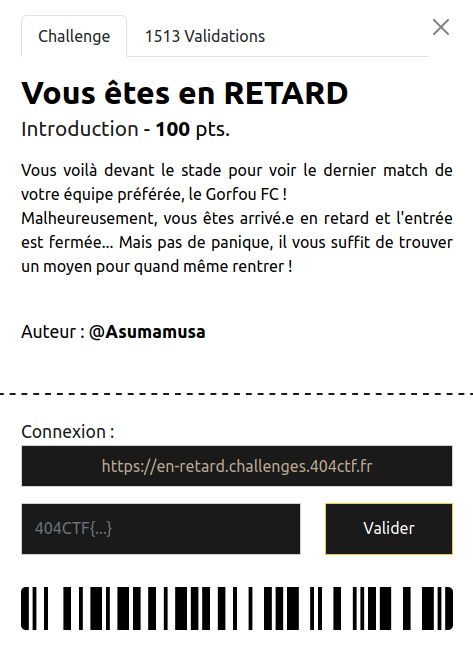 Challenge
1513 Validations
Vous êtes en RETARD
Introduction - 100 pts.
Vous voilà devant le stade pour voir le dernier match de
votre équipe préférée, le Gorfou FC !
Malheureusement, vous êtes arrivé.e en retard et l'entrée
est fermée... Mais pas de panique, il vous suffit de trouver
un moyen pour quand même rentrer !
Auteur : @Asumamusa
Connexion :
https://en-retard.challenges.404ctf.fr
404CTF{...}
Valider